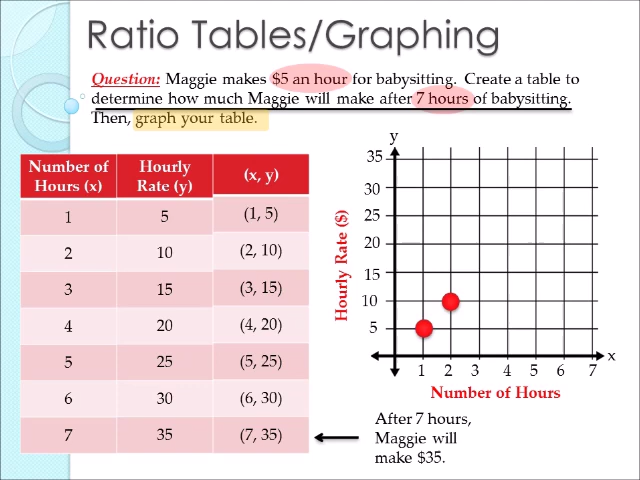 Ratio Tables/Graphing
Question: Maggie makes $5 an hour for babysitting. Create a table to
determine how much Maggie will make after 7 hours of babysitting.
Then, graph your table.
Number of Hours (x) Hourly Rate (y) (x, y)
1 5 (1, 5)
2 10 (2, 10)
3 15 (3, 15)
4 20 (4, 20)
5 25 (5, 25)
6 30 (6, 30)
7 35 (7, 35)
y
35
30
25
20
15
10
5
Hourly Rate ($)
x
1 2 3 4 5 6 7
Number of Hours
After 7 hours,
Maggie will
make $35.